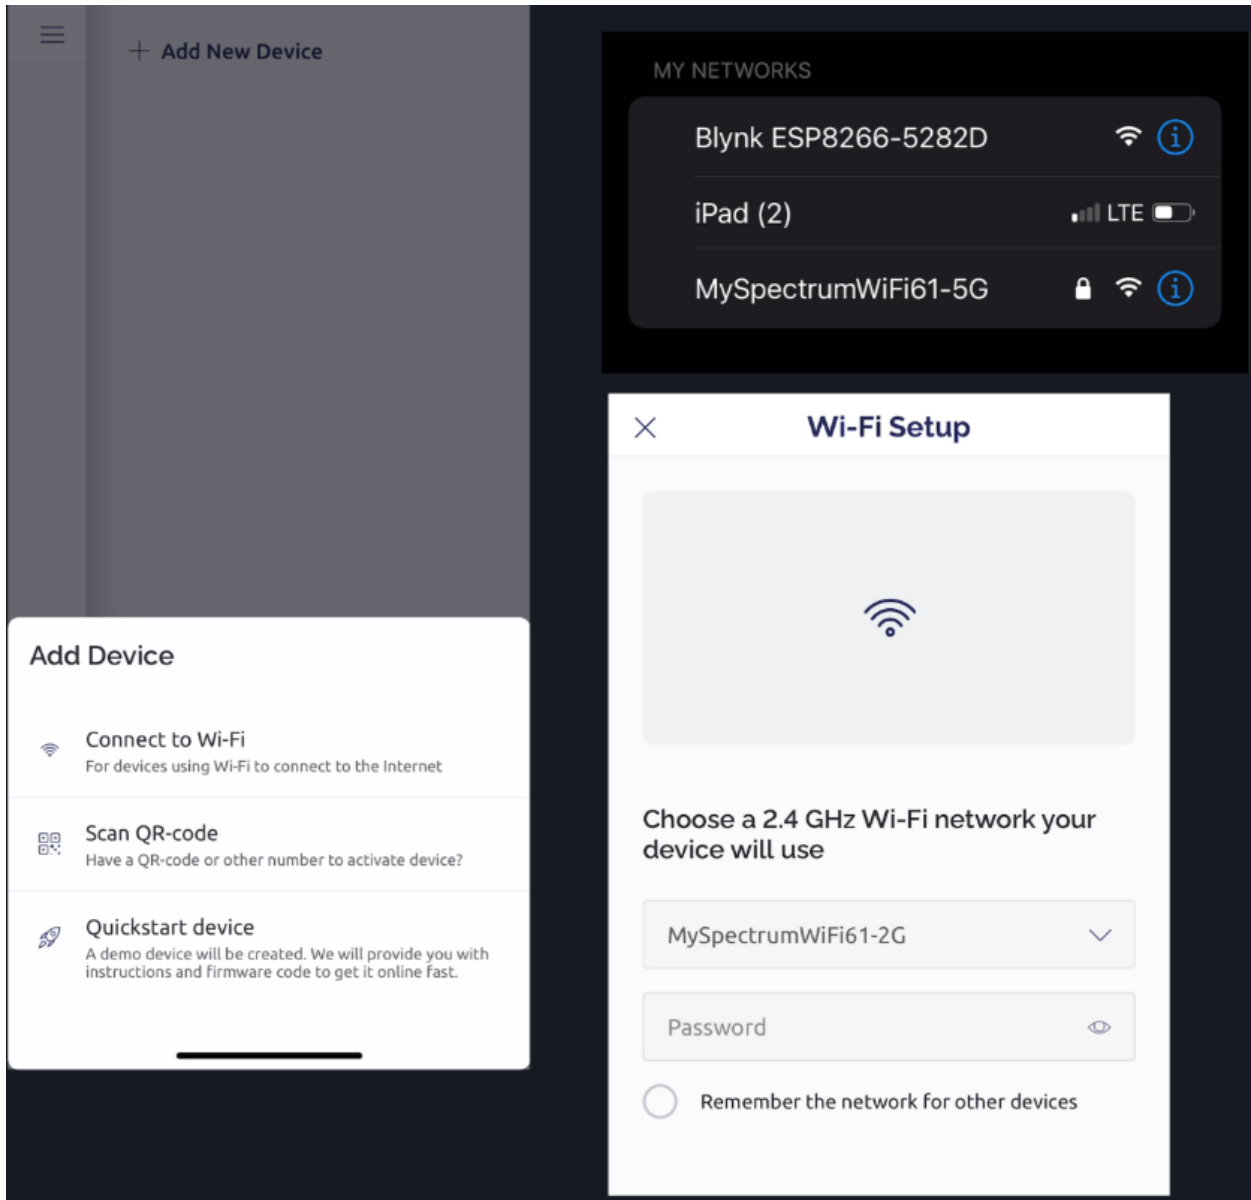 Add New Device
Add Device
Connect to Wi-Fi
For devices using Wi-Fi to connect to the Internet
Scan QR-code
Have a QR-code or other number to activate device?
Quickstart device
A demo device will be created. We will provide you with
instructions and firmware code to get it online fast.
MY NETWORKS
Blynk ESP8266-5282D
iPad (2)
LTE
MySpectrumWiFi61-5G
Wi-Fi Setup
Choose a 2.4 GHz Wi-Fi network your
device will use
MySpectrumWiFi61-2G
Password
Remember the network for other devices